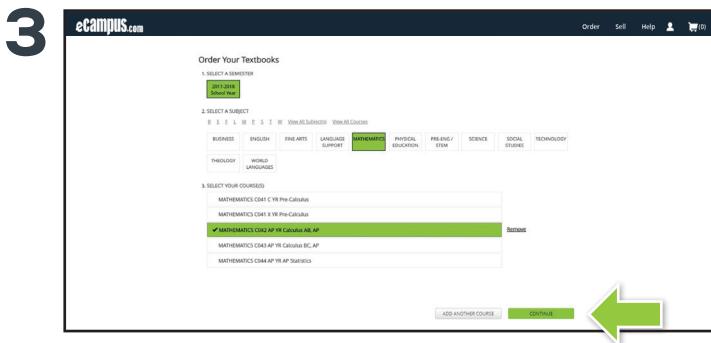 3
eCampus.com
Order Sell Help (0)
Order Your Textbooks
1. SELECT A SEMESTER
2017-2018
School Year
2. SELECT A SUBJECT
B E F L M P S T W View All Subject(s) View All Courses
BUSINESS ENGLISH FINE ARTS LANGUAGE SUPPORT MATHEMATICS PHYSICAL EDUCATION PRE-ENG / STEM SCIENCE SOCIAL STUDIES TECHNOLOGY
THEOLOGY WORLD LANGUAGES
3. SELECT YOUR COURSE(S)
MATHEMATICS C041 C YR Pre-Calculus
MATHEMATICS C041 X YR Pre-Calculus
✔ MATHEMATICS C042 AP YR Calculus AB, AP Remove
MATHEMATICS C043 AP YR Calculus BC, AP
MATHEMATICS C044 AP YR AP Statistics
ADD ANOTHER COURSE CONTINUE